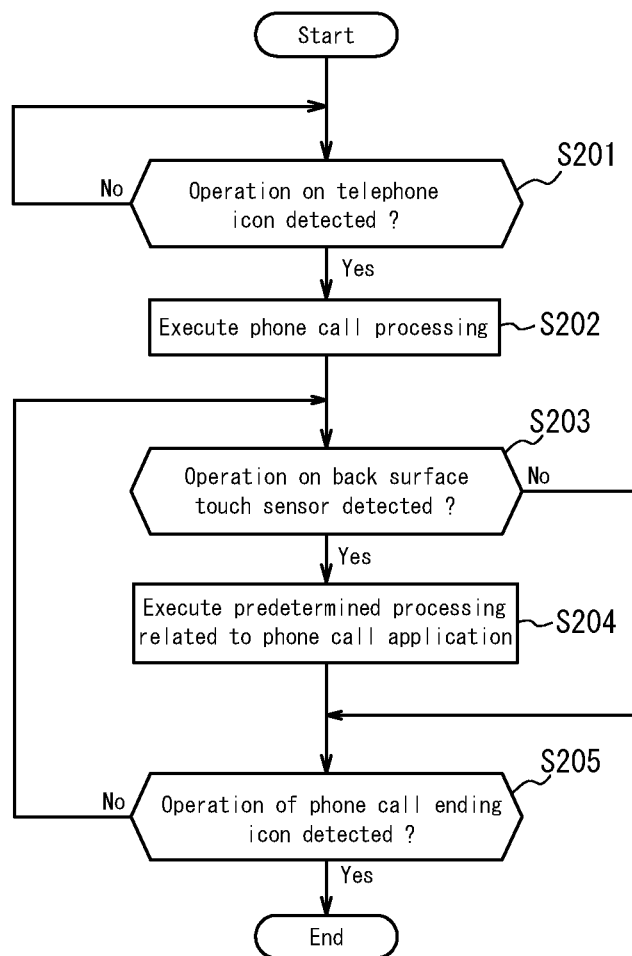 Start
S201
No
Operation on telephone
icon detected ?
Yes
Execute phone call processing
S202
S203
Operation on back surface
touch sensor detected ?
No
Yes
Execute predetermined processing
related to phone call application
S204
S205
No
Operation of phone call ending
icon detected ?
Yes
End